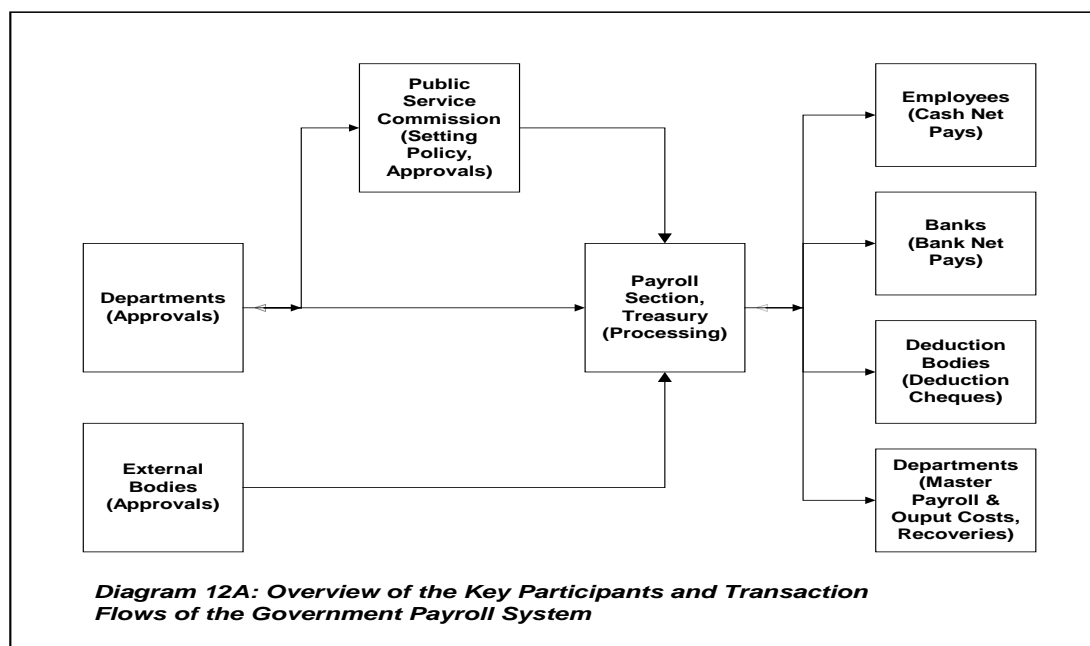 Public
Service
Commission
(Setting
Policy,
Approvals)
Employees
(Cash Net
Pays)
Banks
(Bank Net
Pays)
Departments
(Approvals)
Payroll
Section,
Treasury
(Processing)
Deduction
Bodies
(Deduction
Cheques)
External
Bodies
(Approvals)
Departments
(Master
Payroll &
Ouput Costs,
Recoveries)
Diagram 12A: Overview of the Key Participants and Transaction
Flows of the Government Payroll System